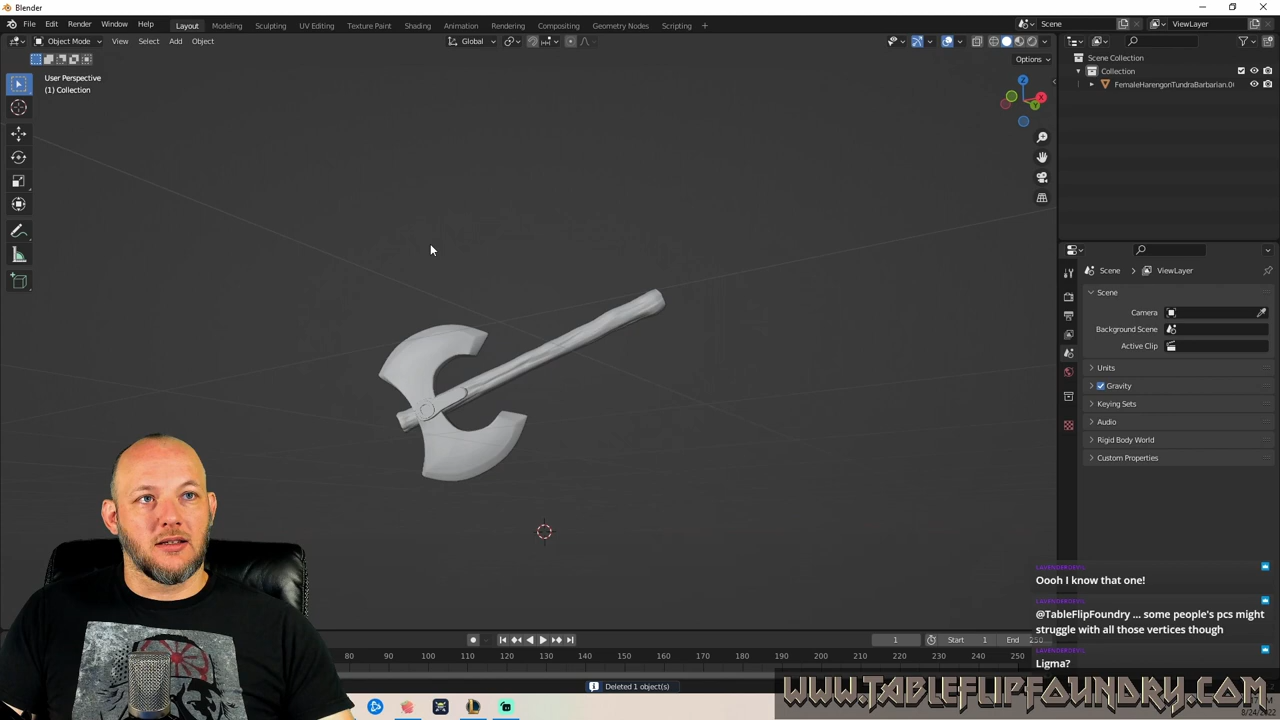 Blender
File Edit Render Window Help
Layout Modeling Sculpting UV Editing Texture Paint Shading Animation Rendering Compositing Geometry Nodes Scripting +
Scene
ViewLayer
Object Mode View Select Add Object
Global
Options
User Perspective
(1) Collection
Scene Collection
Collection
FemaleHarengonTundraBarbarian.0
Scene > ViewLayer
Scene
Camera
Background Scene
Active Clip
Units
Gravity
Keying Sets
Audio
Rigid Body World
Custom Properties
Oooh I know that one!
@TableFlipFoundry ... some people's pcs might
struggle with all those vertices though
Ligma?
1 Start 1 End 250
80 90 100 110 120 130 140 150 160 170 180 190 200 210 220 230 240 250
Deleted 1 object(s)
WWW.TABLEFLIPFOUNDRY.COM
8/24/2022